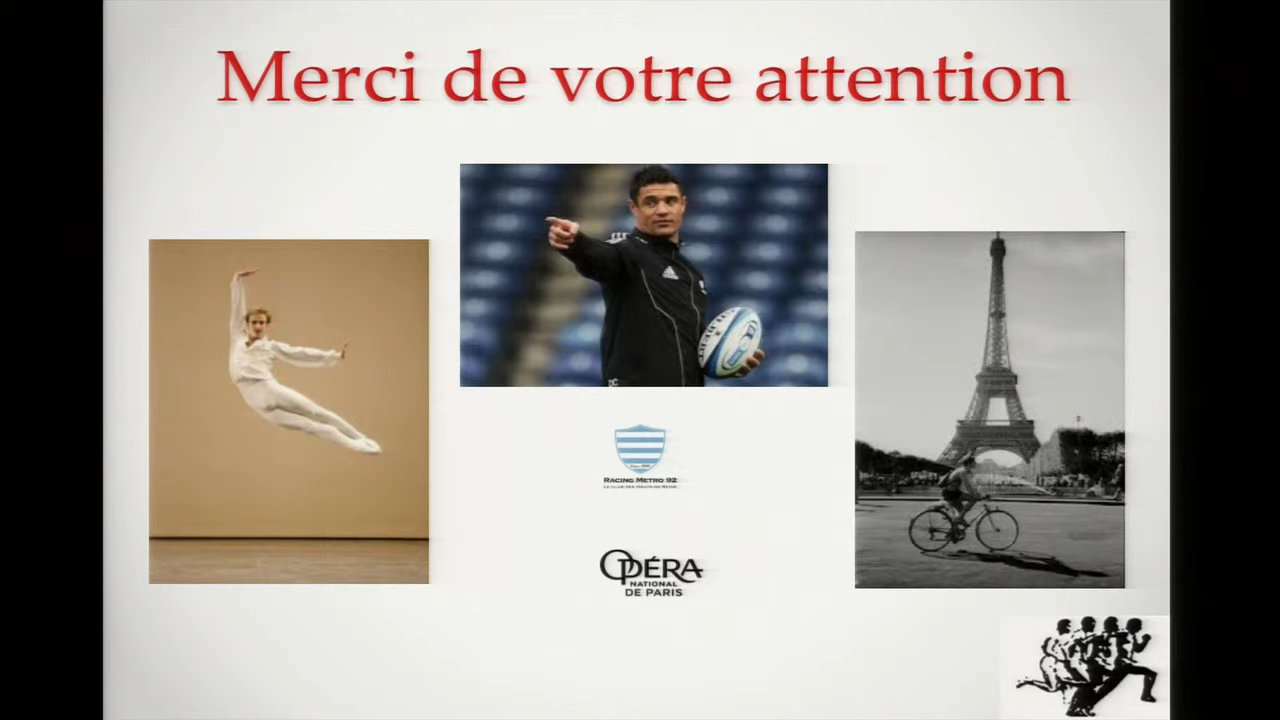 Merci de votre attention
RACING METRO 92
OPÉRA
NATIONAL
DE PARIS